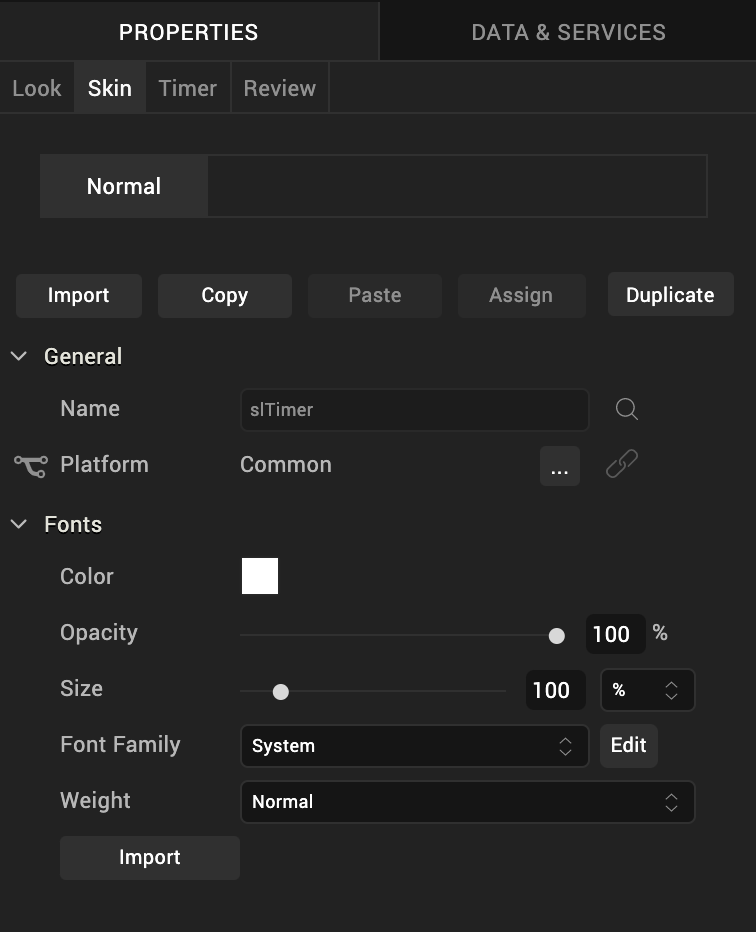 PROPERTIES DATA & SERVICES
Look Skin Timer Review
Normal
Import Copy Paste Assign Duplicate
General
Name slTimer
Platform Common ...
Fonts
Color
Opacity 100 %
Size 100 %
Font Family System Edit
Weight Normal
Import